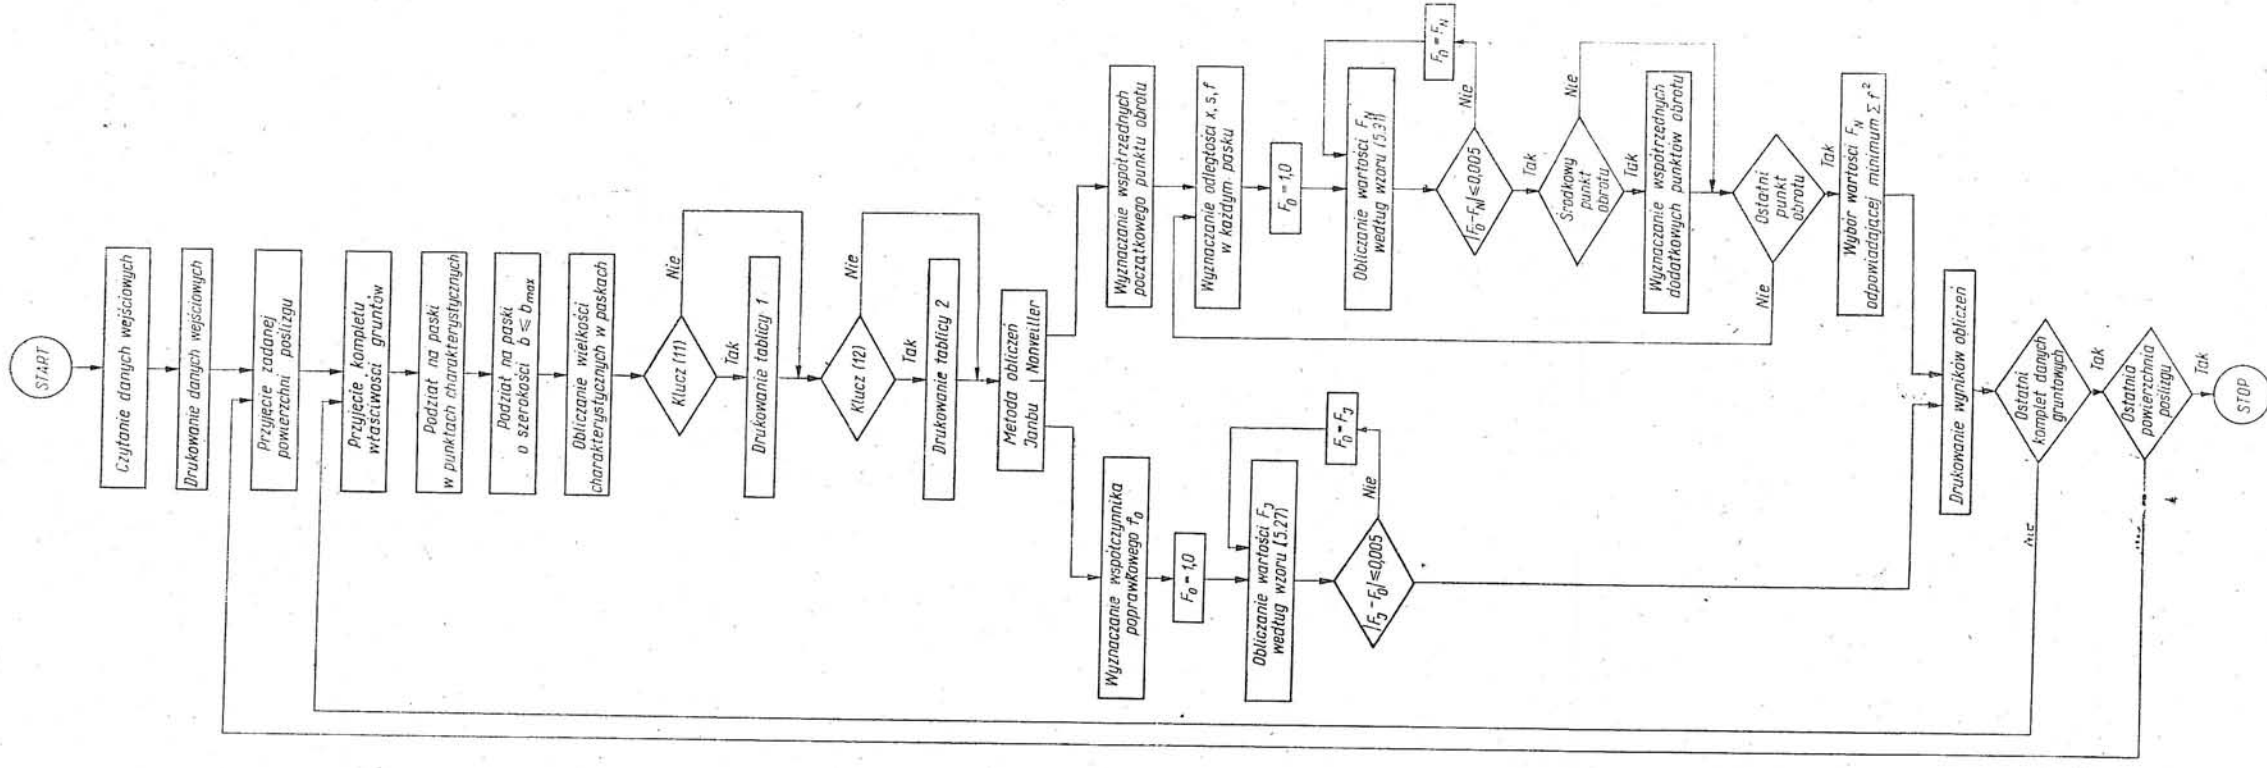 START
Czytanie danych wejściowych
Drukowanie danych wejściowych
Przyjęcie zadanej
powierzchni poślizgu
Przyjęcie kompletu
właściwości gruntów
Podział na paski
w punktach charakterystycznych
Podział na paski
o szerokości b ≤ bmax
Obliczanie wielkości
charakterystycznych w paskach
Klucz (11)
Nie
Tak
Drukowanie tablicy 1
Klucz (12)
Nie
Tak
Drukowanie tablicy 2
Metoda obliczeń
Janbu | Nonveiller
Wyznaczanie współczynnika
poprawkowego f0
F0 = 1,0
Obliczanie wartości FJ
według wzoru (5.27)
F0 = FJ
Nie
|FJ – F0| ≤ 0,005
Wyznaczanie współrzędnych
początkowego punktu obrotu
Wyznaczanie odległości x, s, f
w każdym pasku
F0 = 1,0
Obliczanie wartości FN
według wzoru (5.31)
F0 = FN
Nie
|F0 – FN| ≤ 0,005
Tak
Środkowy
punkt
obrotu
Nie
Tak
Wyznaczanie współrzędnych
dodatkowych punktów obrotu
Ostatni
punkt
obrotu
Nie
Tak
Wybór wartości FN
odpowiadającej minimum Σ f²
Drukowanie wyników obliczeń
Ostatni
komplet danych
gruntowych
Nie
Tak
Ostatnia
powierzchnia
poślizgu
Tak
STOP